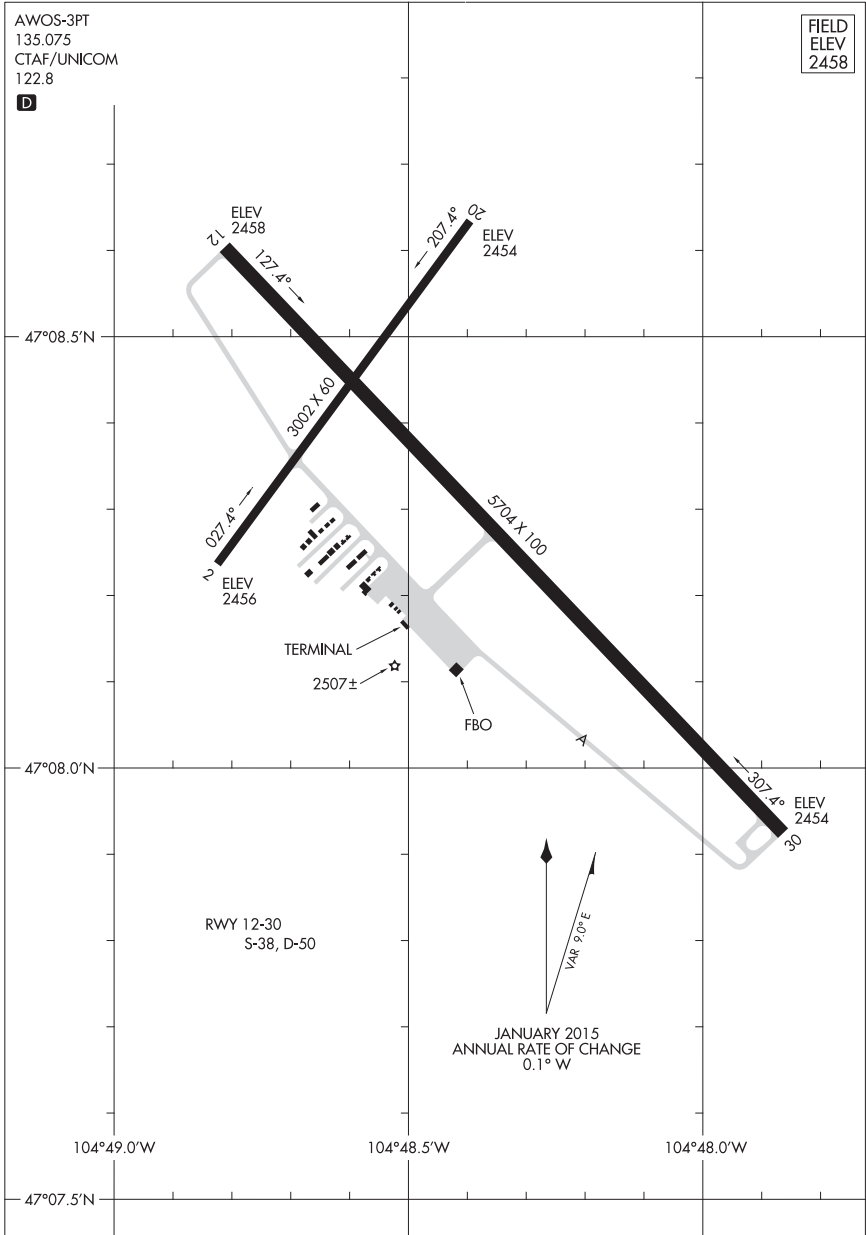 AWOS-3PT
135.075
CTAF/UNICOM
122.8
D
FIELD
ELEV
2458
12
ELEV
2458
127.4°
20
207.4°
ELEV
2454
47°08.5'N
3002 X 60
027.4°
2
ELEV
2456
5704 X 100
TERMINAL
2507±
FBO
A
47°08.0'N
307.4°
ELEV
2454
30
RWY 12-30
S-38, D-50
VAR 9.0° E
JANUARY 2015
ANNUAL RATE OF CHANGE
0.1° W
104°49.0'W
104°48.5'W
104°48.0'W
47°07.5'N